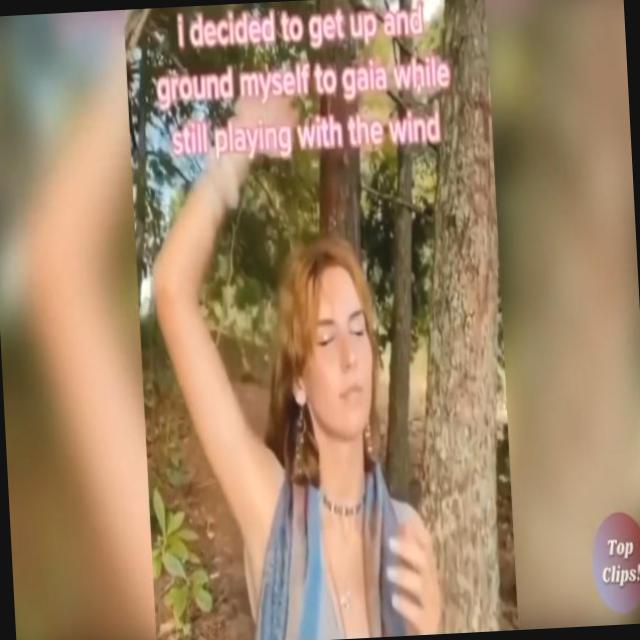 i decided to get up and
ground myself to gaia while
still playing with the wind
Top
Clips!